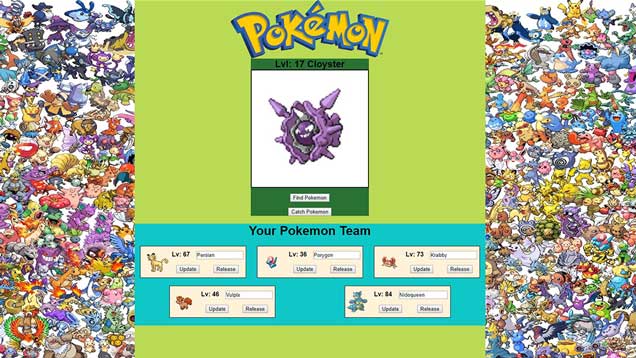 POKéMON
Lvl: 17 Cloyster
Find Pokemon
Catch Pokemon
Your Pokemon Team
Lv: 67 Persian
Update Release
Lv: 36 Porygon
Update Release
Lv: 73 Krabby
Update Release
Lv: 46 Vulpix
Update Release
Lv: 84 Nidoqueen
Update Release